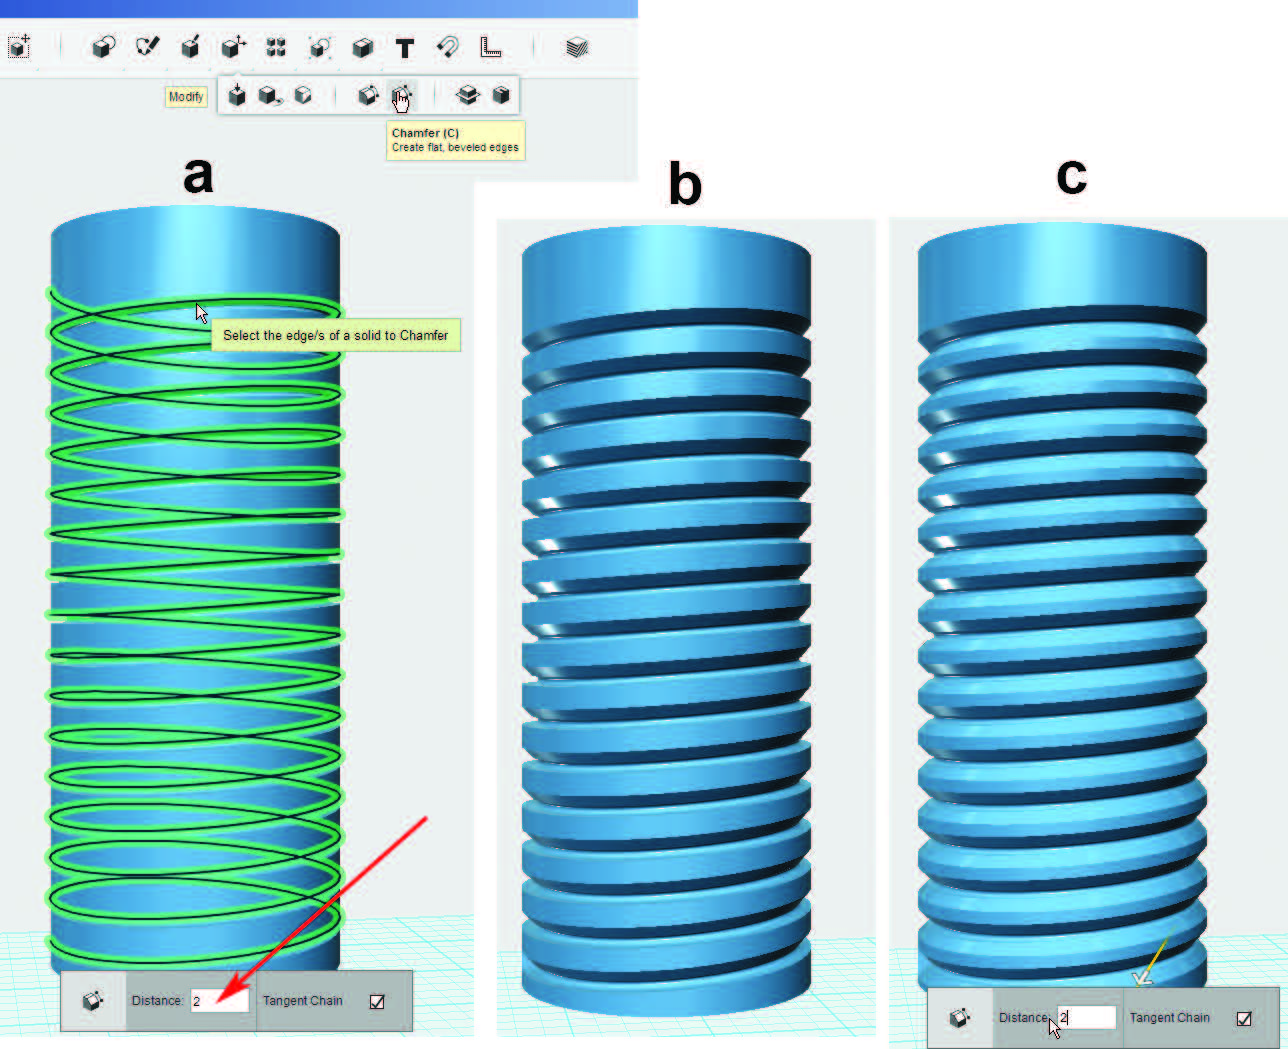 Modify
Chamfer (C)
Create flat, beveled edges
a
b
c
Select the edge/s of a solid to Chamfer
Distance: 2 Tangent Chain
Distance: 2 Tangent Chain